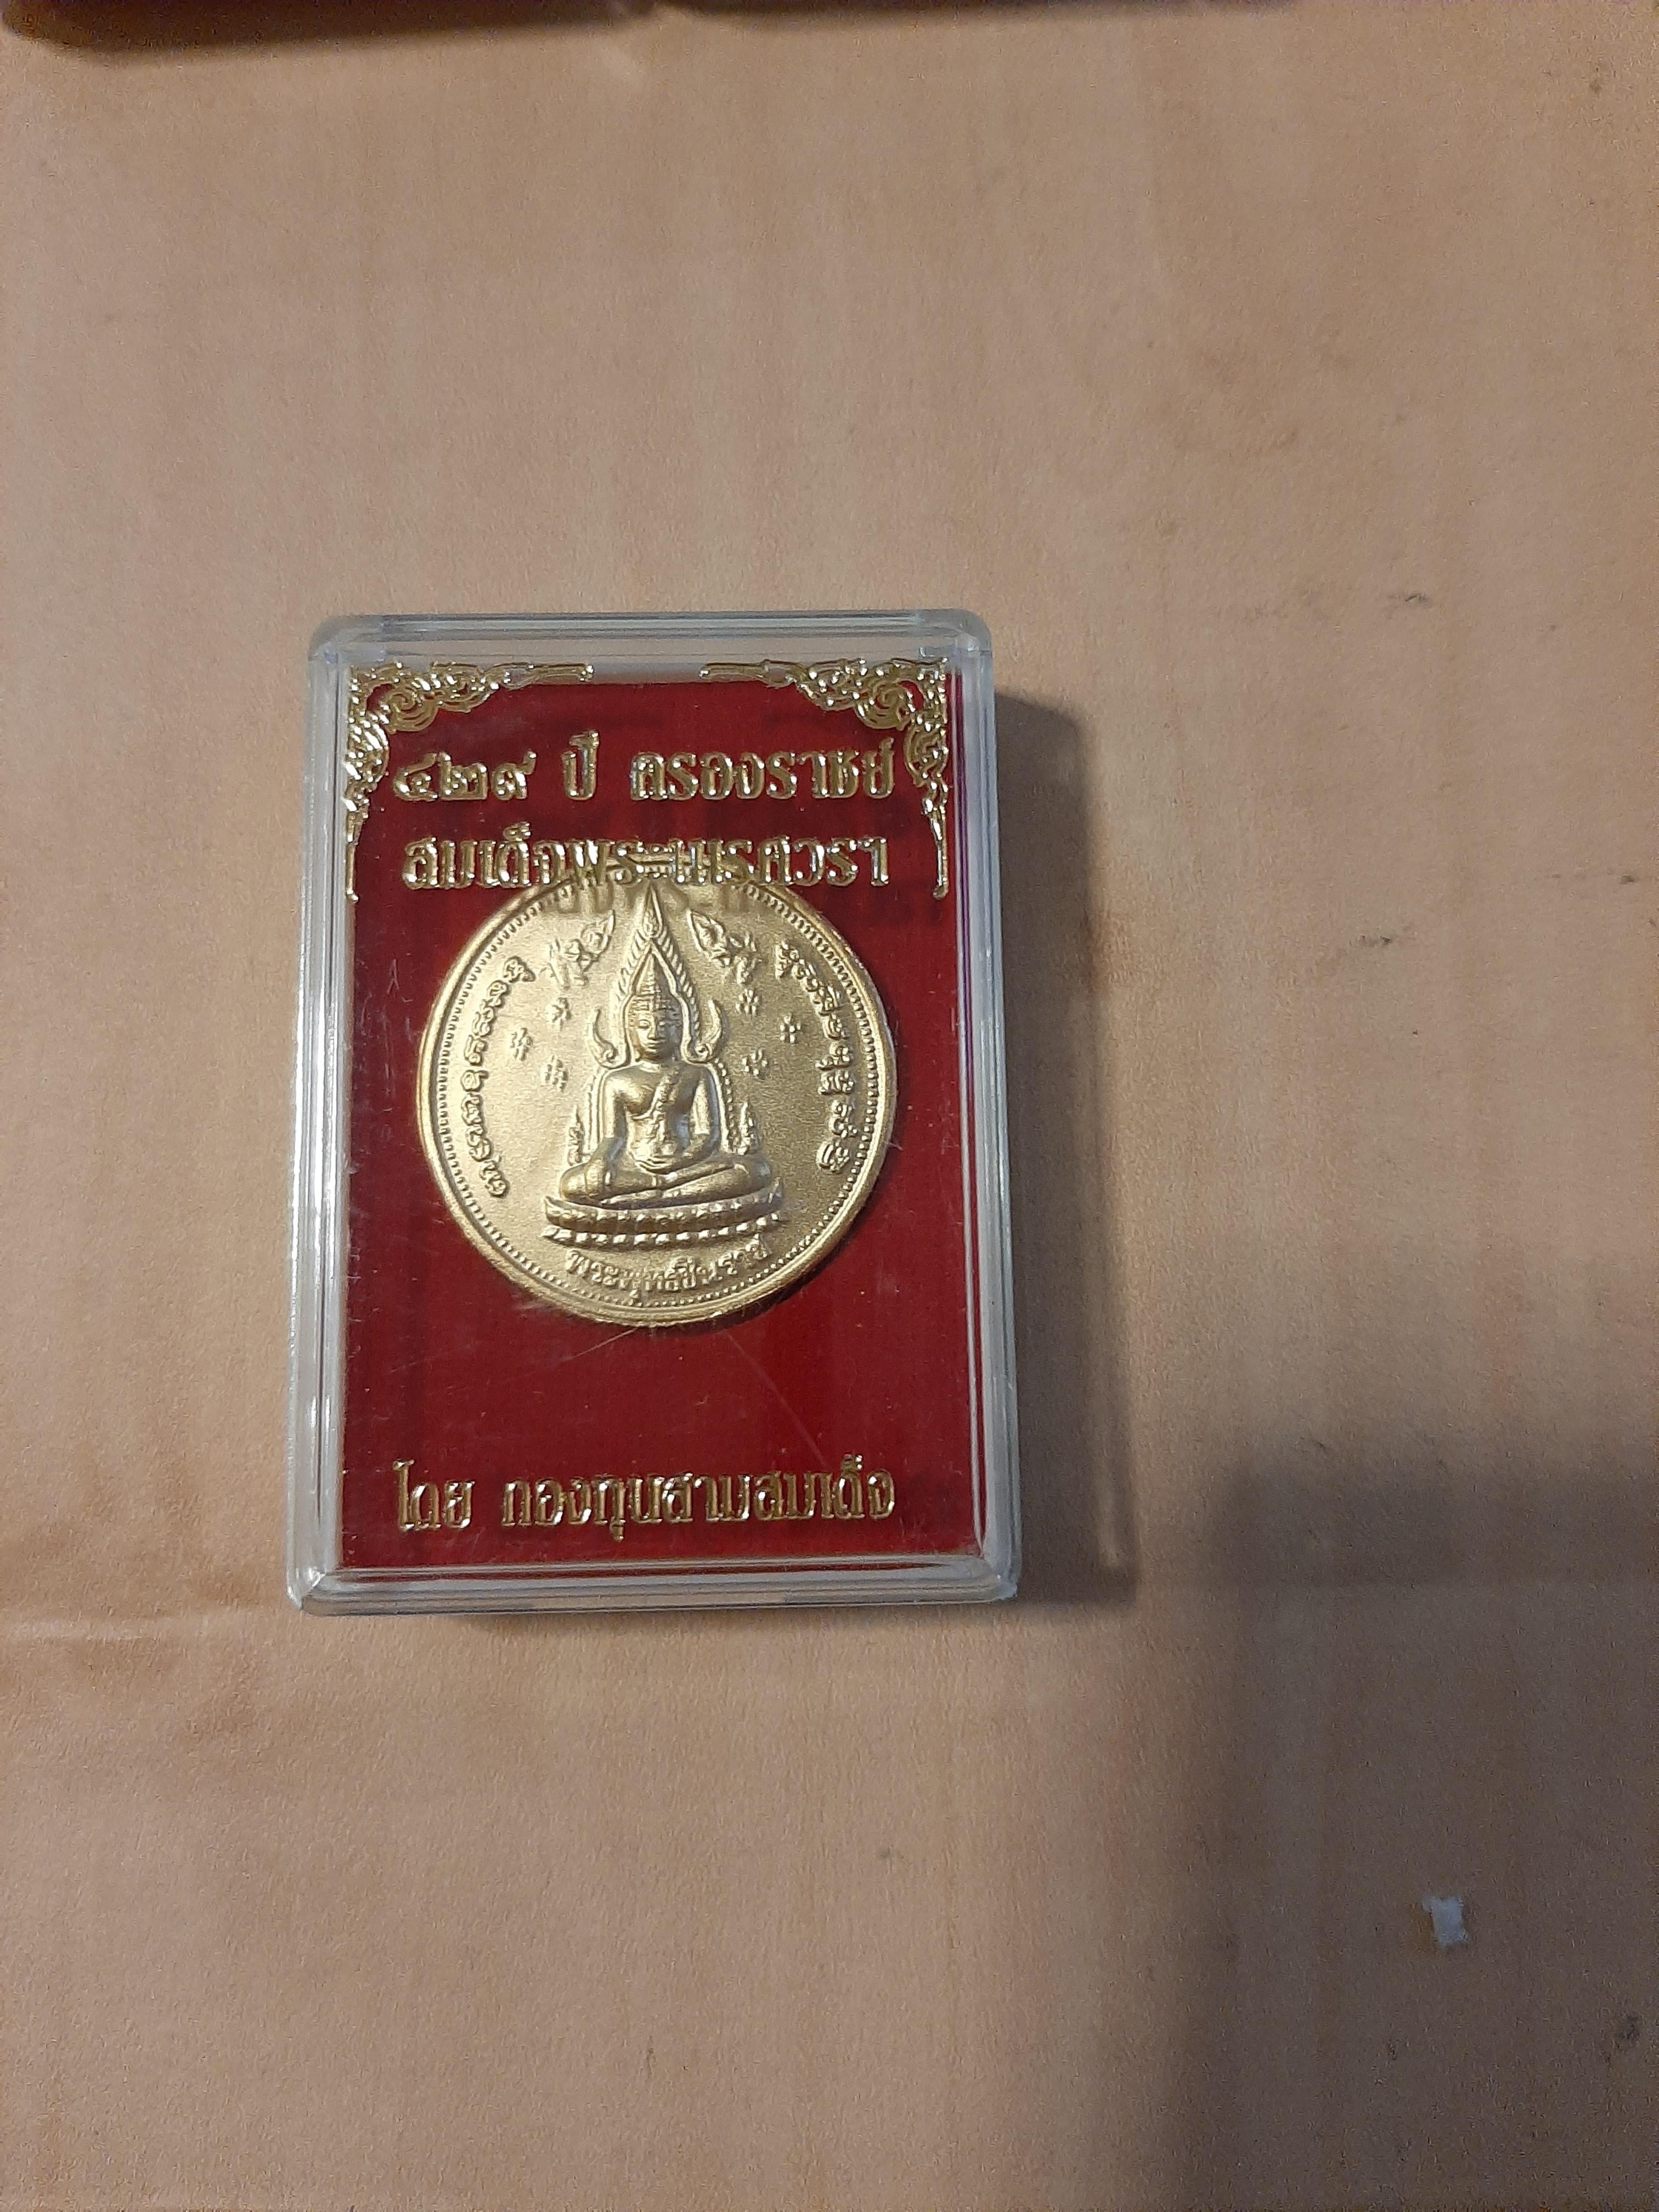 ๔๒๙ ปี ครองราชย์
สมเด็จพระนเรศวรฯ
พระพุทธชินราช
โดย กองทุนสามสมเด็จ